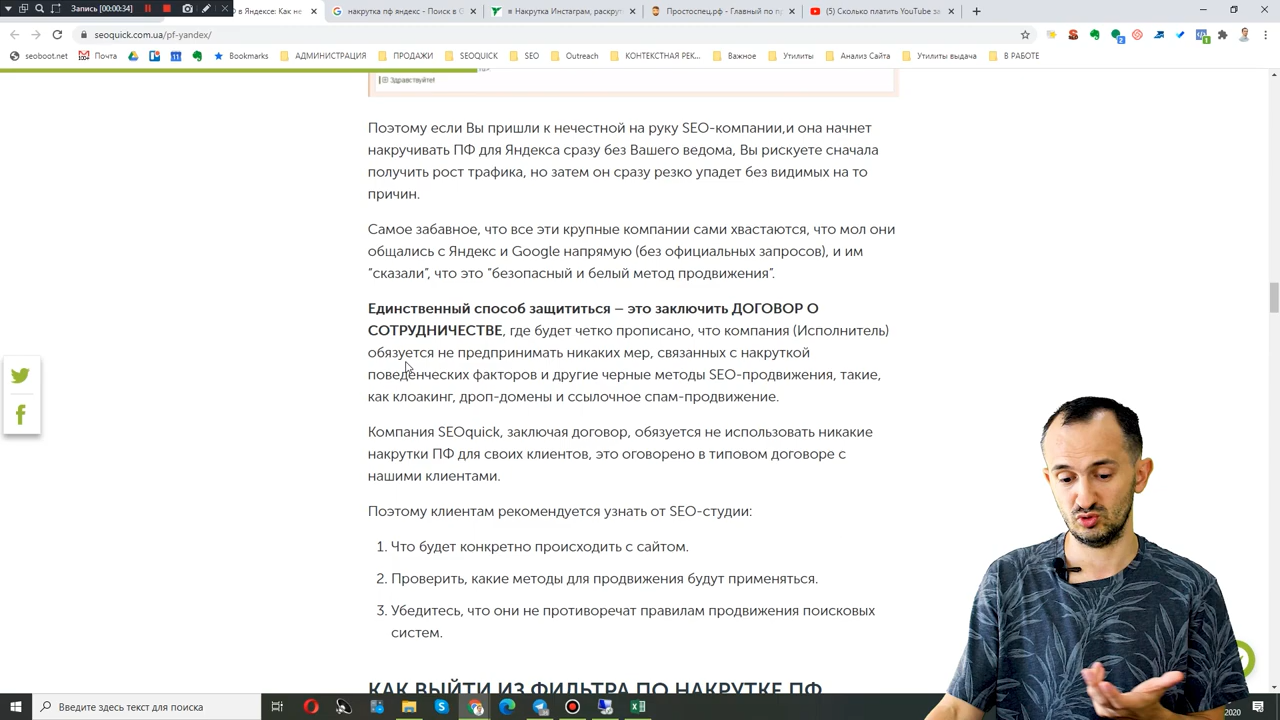 Запись [00:00:34]
в Яндексе: Как не
накрутка пф яндекс - Поиск в G
» Накрутка Инстаграм, раскрут
Простоспец.рф - Главный по п
(5) Сколько платит YouTube за
seoquick.com.ua/pf-yandex/
seoboot.net
Почта
Bookmarks
АДМИНИСТРАЦИЯ
ПРОДАЖИ
SEOQUICK
SEO
Outreach
КОНТЕКСТНАЯ РЕК...
Важное
Утилиты
Анализ Сайта
Утилиты выдача
В РАБОТЕ
Здравствуйте!
Поэтому если Вы пришли к нечестной на руку SEO-компании,и она начнет
накручивать ПФ для Яндекса сразу без Вашего ведома, Вы рискуете сначала
получить рост трафика, но затем он сразу резко упадет без видимых на то
причин.
Самое забавное, что все эти крупные компании сами хвастаются, что мол они
общались с Яндекс и Google напрямую (без официальных запросов), и им
“сказали”, что это “безопасный и белый метод продвижения”.
Единственный способ защититься – это заключить ДОГОВОР О
СОТРУДНИЧЕСТВЕ, где будет четко прописано, что компания (Исполнитель)
обязуется не предпринимать никаких мер, связанных с накруткой
поведенческих факторов и другие черные методы SEO-продвижения, такие,
как клоакинг, дроп-домены и ссылочное спам-продвижение.
Компания SEOquick, заключая договор, обязуется не использовать никакие
накрутки ПФ для своих клиентов, это оговорено в типовом договоре с
нашими клиентами.
Поэтому клиентам рекомендуется узнать от SEO-студии:
1. Что будет конкретно происходить с сайтом.
2. Проверить, какие методы для продвижения будут применяться.
3. Убедитесь, что они не противоречат правилам продвижения поисковых
систем.
КАК ВЫЙТИ ИЗ ФИЛЬТРА ПО НАКРУТКЕ ПФ
Введите здесь текст для поиска
2020